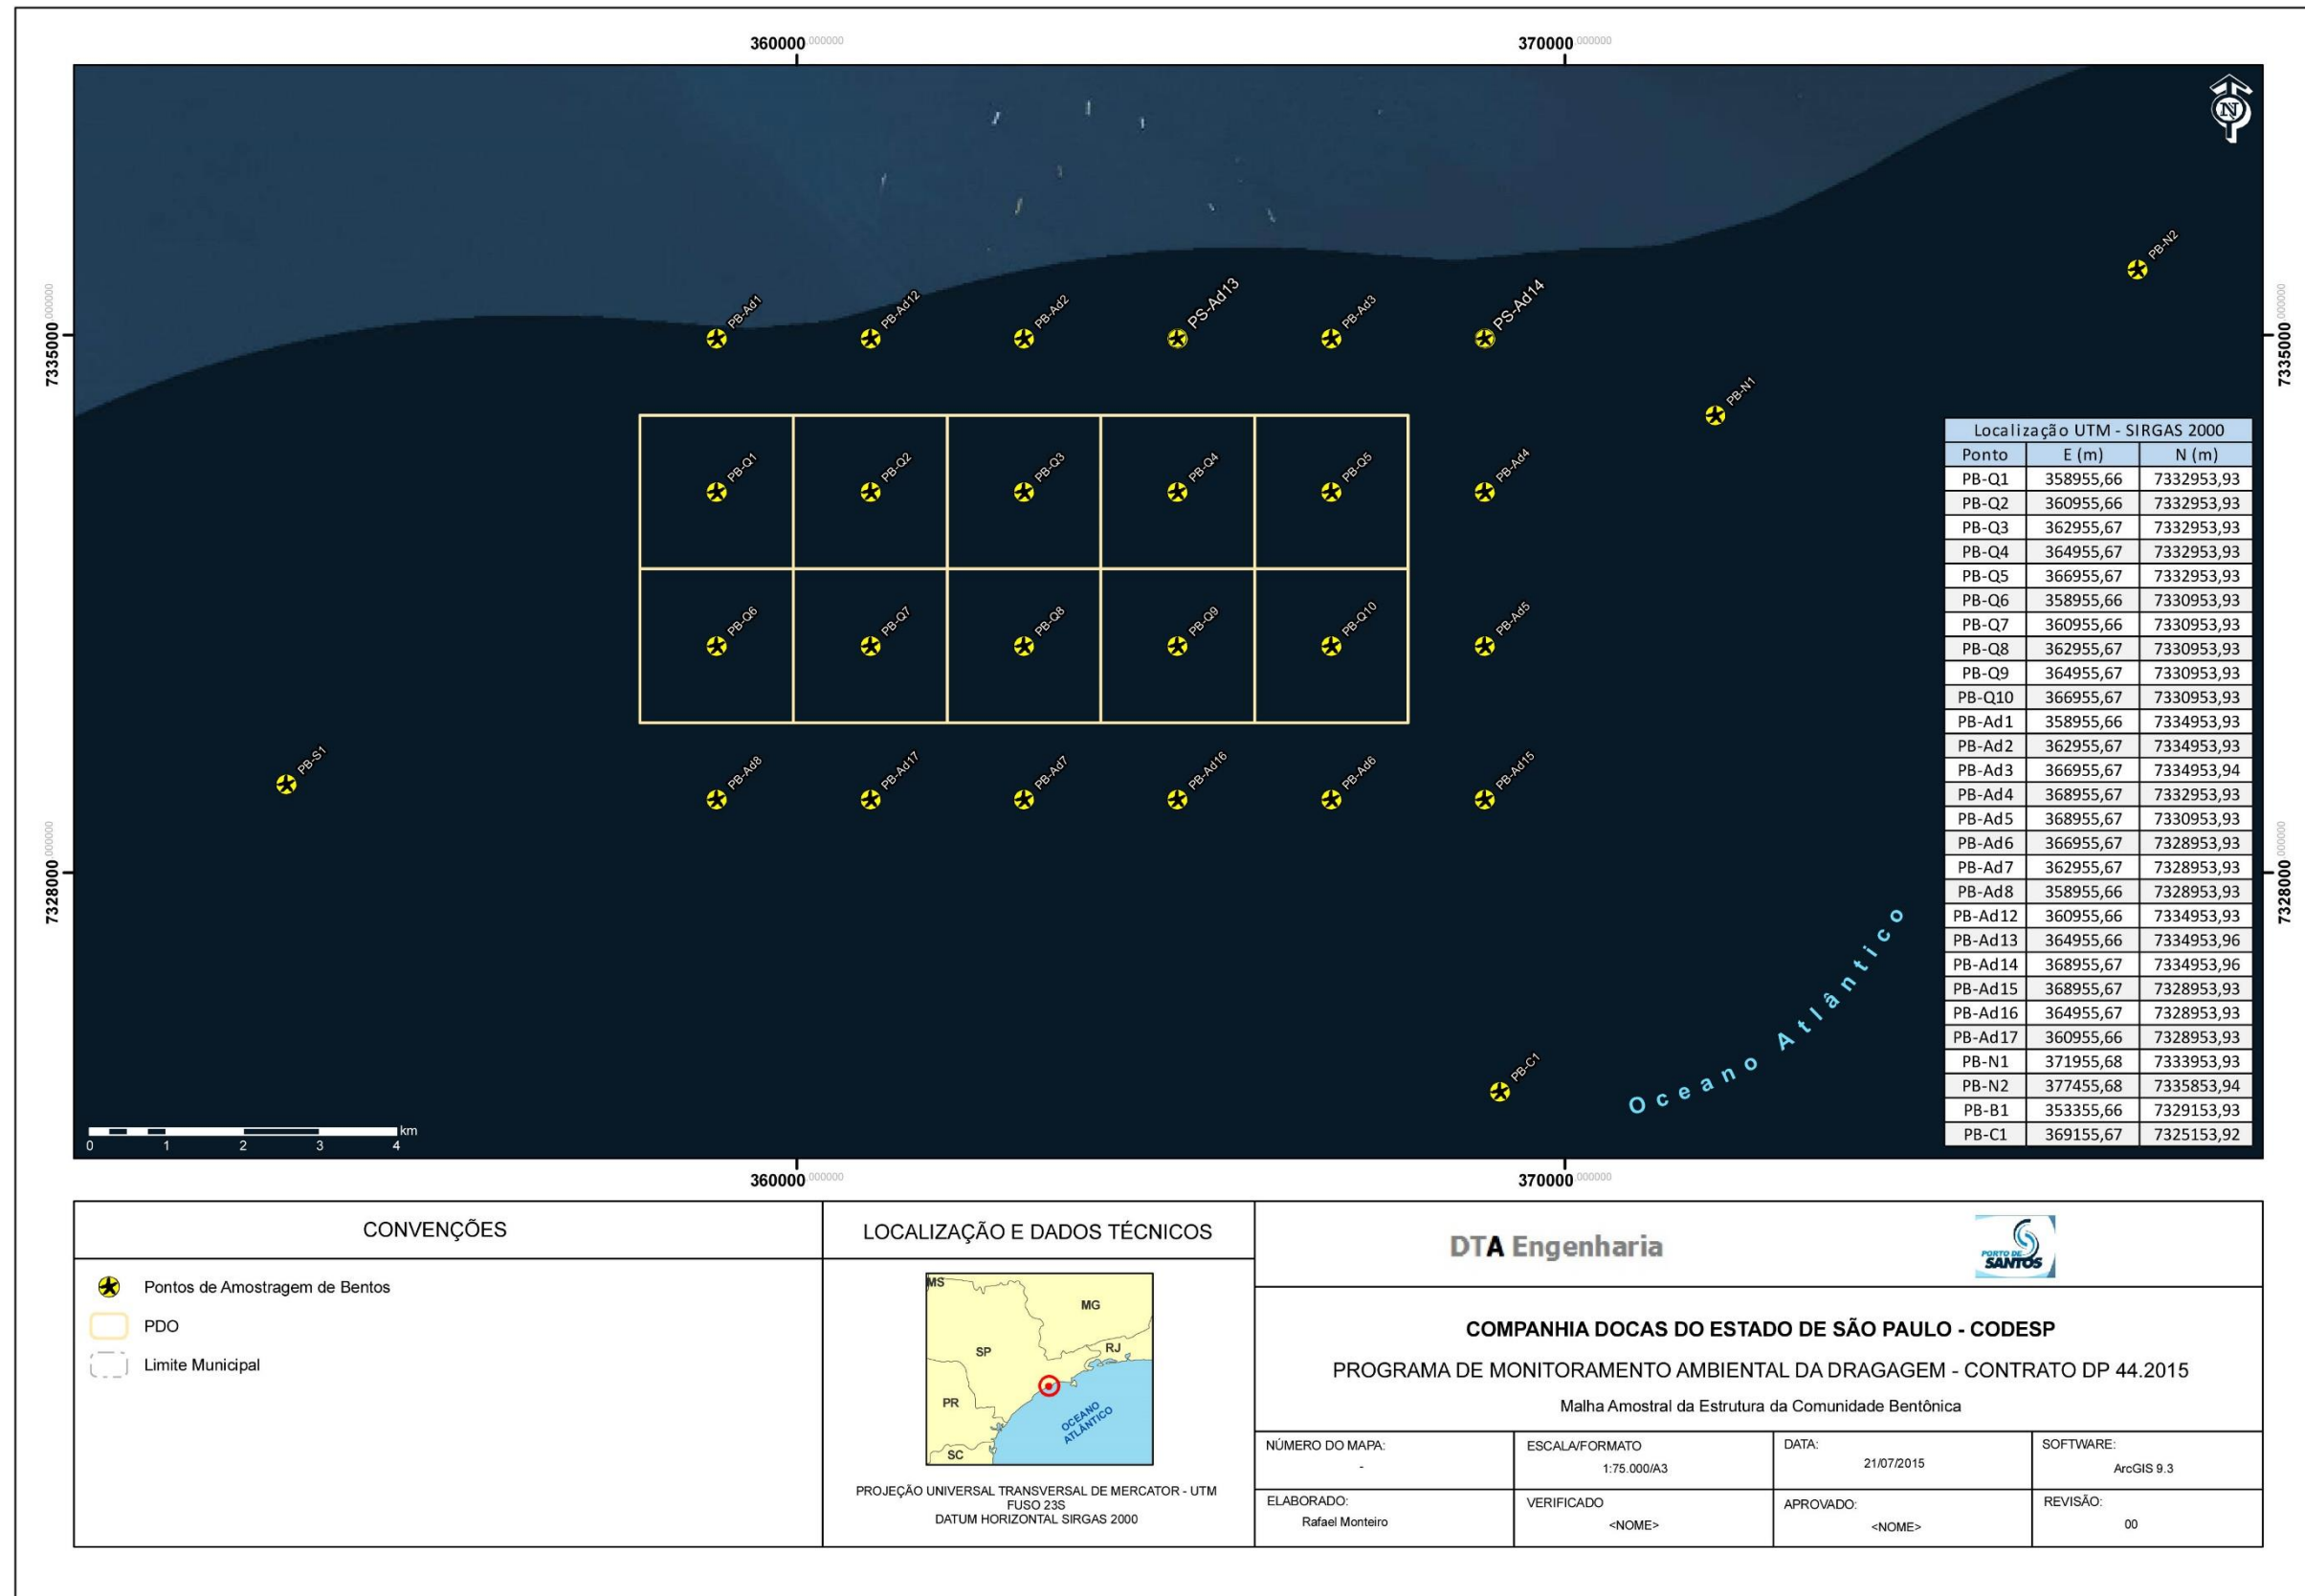 360000,000000 370000,000000
7335000,000000
7335000,000000
7328000,000000
7328000,000000
N
PB-N2
PB-Ad1 PB-Ad12 PB-Ad2 PS-Ad13 PB-Ad3 PS-Ad14
PB-N1
PB-Q1 PB-Q2 PB-Q3 PB-Q4 PB-Q5 PB-Ad4
PB-Q6 PB-Q7 PB-Q8 PB-Q9 PB-Q10 PB-Ad5
PB-S1
PB-Ad8 PB-Ad17 PB-Ad7 PB-Ad16 PB-Ad6 PB-Ad15
PB-C1
Oceano Atlântico
Localização UTM - SIRGAS 2000
Ponto E (m) N (m)
PB-Q1 358955,66 7332953,93
PB-Q2 360955,66 7332953,93
PB-Q3 362955,67 7332953,93
PB-Q4 364955,67 7332953,93
PB-Q5 366955,67 7332953,93
PB-Q6 358955,66 7330953,93
PB-Q7 360955,66 7330953,93
PB-Q8 362955,67 7330953,93
PB-Q9 364955,67 7330953,93
PB-Q10 366955,67 7330953,93
PB-Ad1 358955,66 7334953,93
PB-Ad2 362955,67 7334953,93
PB-Ad3 366955,67 7334953,94
PB-Ad4 368955,67 7332953,93
PB-Ad5 368955,67 7330953,93
PB-Ad6 366955,67 7328953,93
PB-Ad7 362955,67 7328953,93
PB-Ad8 358955,66 7328953,93
PB-Ad12 360955,66 7334953,93
PB-Ad13 364955,66 7334953,96
PB-Ad14 368955,67 7334953,96
PB-Ad15 368955,67 7328953,93
PB-Ad16 364955,67 7328953,93
PB-Ad17 360955,66 7328953,93
PB-N1 371955,68 7333953,93
PB-N2 377455,68 7335853,94
PB-B1 353355,66 7329153,93
PB-C1 369155,67 7325153,92
km
0 1 2 3 4
360000,000000 370000,000000
CONVENÇÕES
Pontos de Amostragem de Bentos
PDO
Limite Municipal
LOCALIZAÇÃO E DADOS TÉCNICOS
MS
MG
SP
RJ
PR
SC
OCEANO
ATLÂNTICO
PROJEÇÃO UNIVERSAL TRANSVERSAL DE MERCATOR - UTM
FUSO 23S
DATUM HORIZONTAL SIRGAS 2000
DTA Engenharia
PORTO DE
SANTOS
COMPANHIA DOCAS DO ESTADO DE SÃO PAULO - CODESP
PROGRAMA DE MONITORAMENTO AMBIENTAL DA DRAGAGEM - CONTRATO DP 44.2015
Malha Amostral da Estrutura da Comunidade Bentônica
NÚMERO DO MAPA:
-
ESCALA/FORMATO
1:75.000/A3
DATA:
21/07/2015
SOFTWARE:
ArcGIS 9.3
ELABORADO:
Rafael Monteiro
VERIFICADO
<NOME>
APROVADO:
<NOME>
REVISÃO:
00